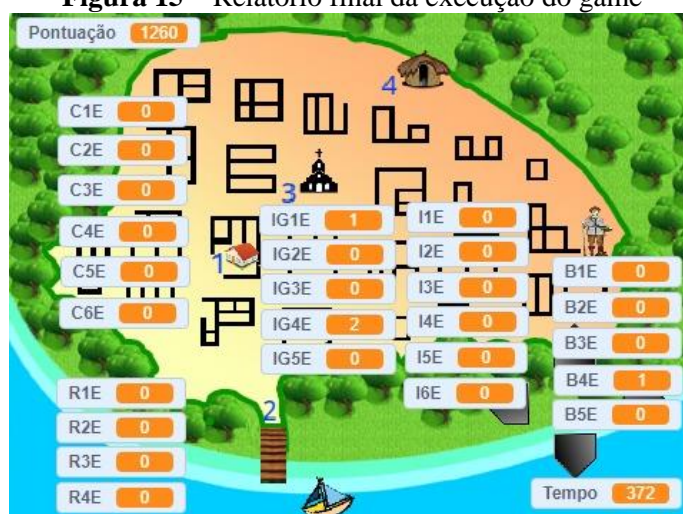 Figura 15 – Relatório final da execução do game
Pontuação 1260
4
C1E 0
C2E 0
C3E 0
C4E 0
C5E 0
C6E 0
3
1
IG1E 1
IG2E 0
IG3E 0
IG4E 2
IG5E 0
I1E 0
I2E 0
I3E 0
I4E 0
I5E 0
I6E 0
B1E 0
B2E 0
B3E 0
B4E 1
B5E 0
R1E 0
R2E 0
R3E 0
R4E 0
2
Tempo 372